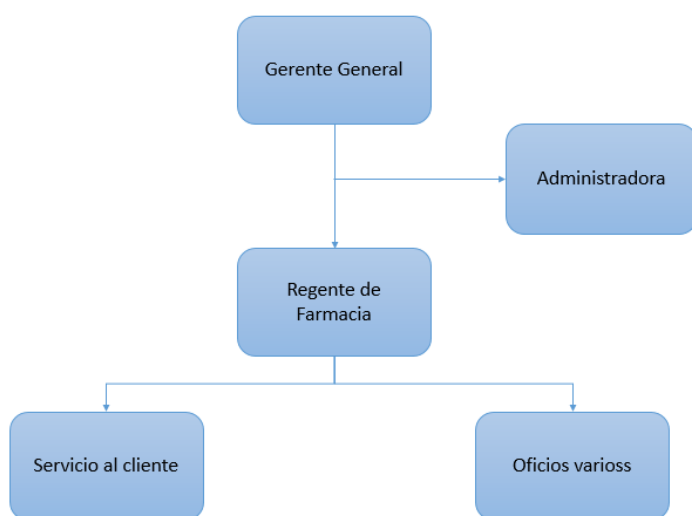 Gerente General
Administradora
Regente de
Farmacia
Servicio al cliente
Oficios varioss